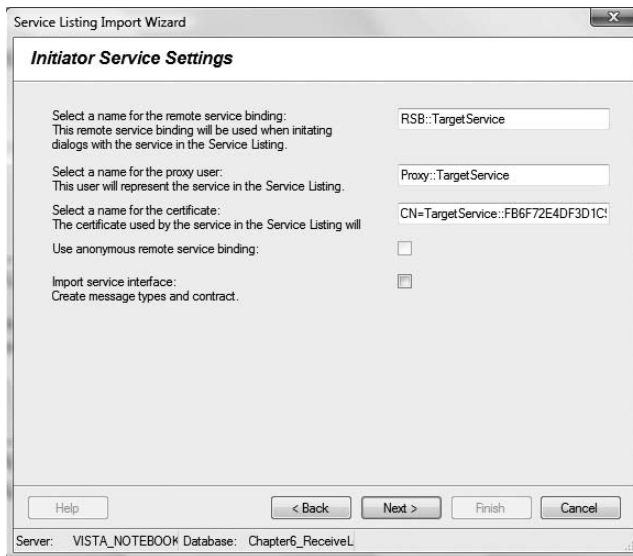 Service Listing Import Wizard
X
Initiator Service Settings
Select a name for the remote service binding:
This remote service binding will be used when initating
dialogs with the service in the Service Listing.
RSB::TargetService
Select a name for the proxy user:
This user will represent the service in the Service Listing.
Proxy::TargetService
Select a name for the certificate:
The certificate used by the service in the Service Listing will
CN=TargetService::FB6F72E4DF3D1C
Use anonymous remote service binding:
Import service interface:
Create message types and contract.
Help
< Back
Next >
Finish
Cancel
Server: VISTA_NOTEBOOK Database: Chapter6_ReceiveL